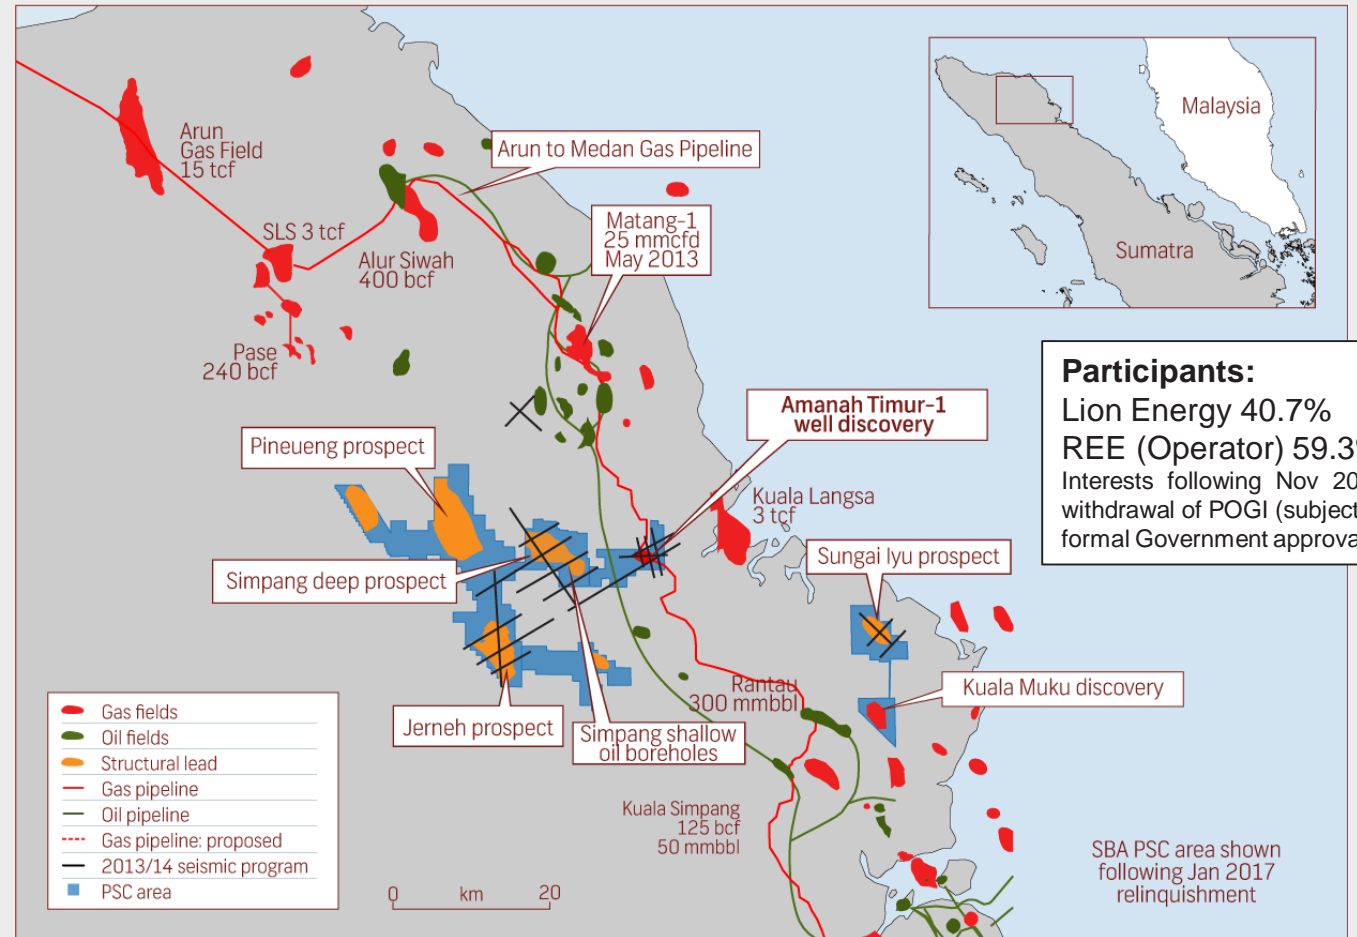 Malaysia
Sumatra
Arun
Gas Field
15 tcf
Arun to Medan Gas Pipeline
SLS 3 tcf
Alur Siwah
400 bcf
Matang-1
25 mmcfd
May 2013
Pase
240 bcf
Participants:
Lion Energy 40.7%
REE (Operator) 59.3
Interests following Nov 20
withdrawal of POGI (subject
formal Government approva
Amanah Timur-1
well discovery
Pineueng prospect
Kuala Langsa
3 tcf
Sungai Iyu prospect
Simpang deep prospect
Kuala Muku discovery
Rantau
300 mmbbl
Jerneh prospect
Simpang shallow
oil boreholes
Kuala Simpang
125 bcf
50 mmbbl
Gas fields
Oil fields
Structural lead
Gas pipeline
Oil pipeline
Gas pipeline: proposed
2013/14 seismic program
PSC area
0 km 20
SBA PSC area shown
following Jan 2017
relinquishment